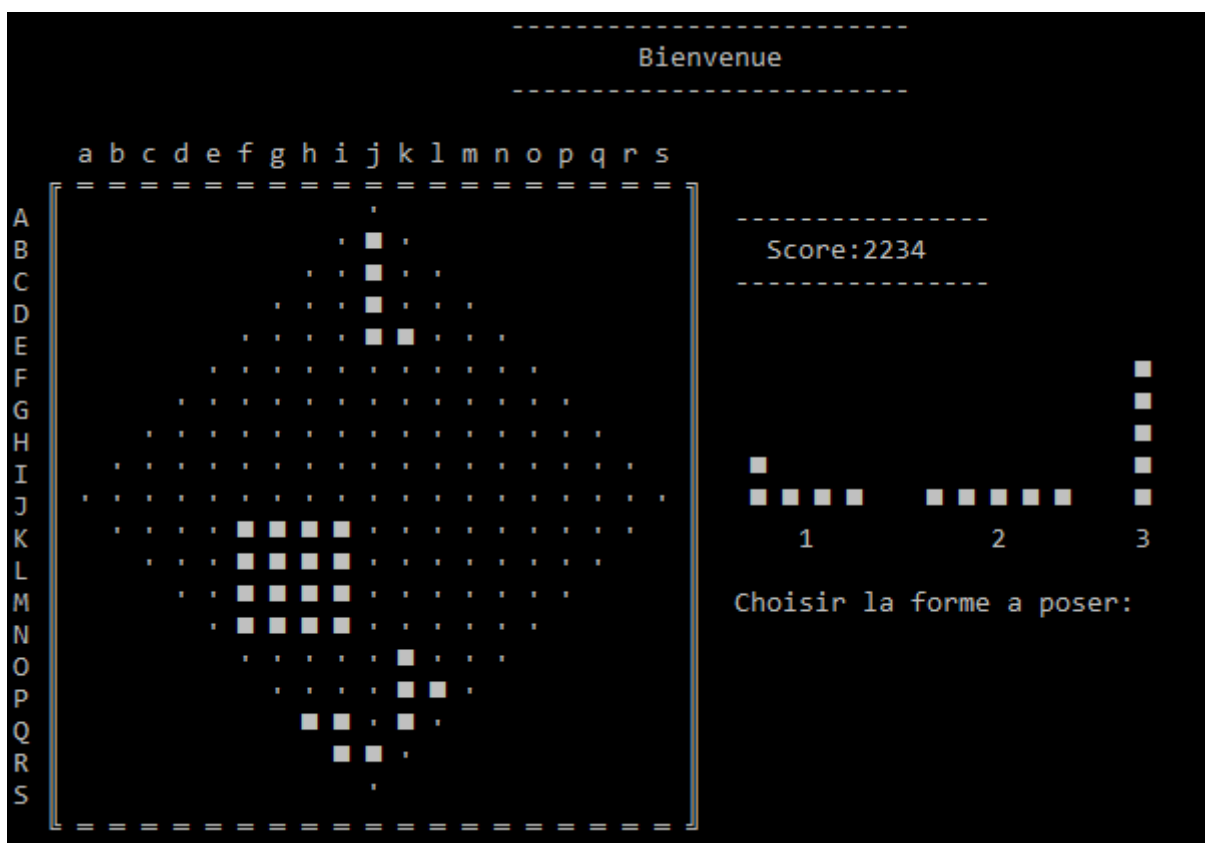 -------------------------
Bienvenue
-------------------------
a b c d e f g h i j k l m n o p q r s
A
B
C
D
E
F
G
H
I
J
K
L
M
N
O
P
Q
R
S
----------------
Score:2234
----------------
1 2 3
Choisir la forme a poser: